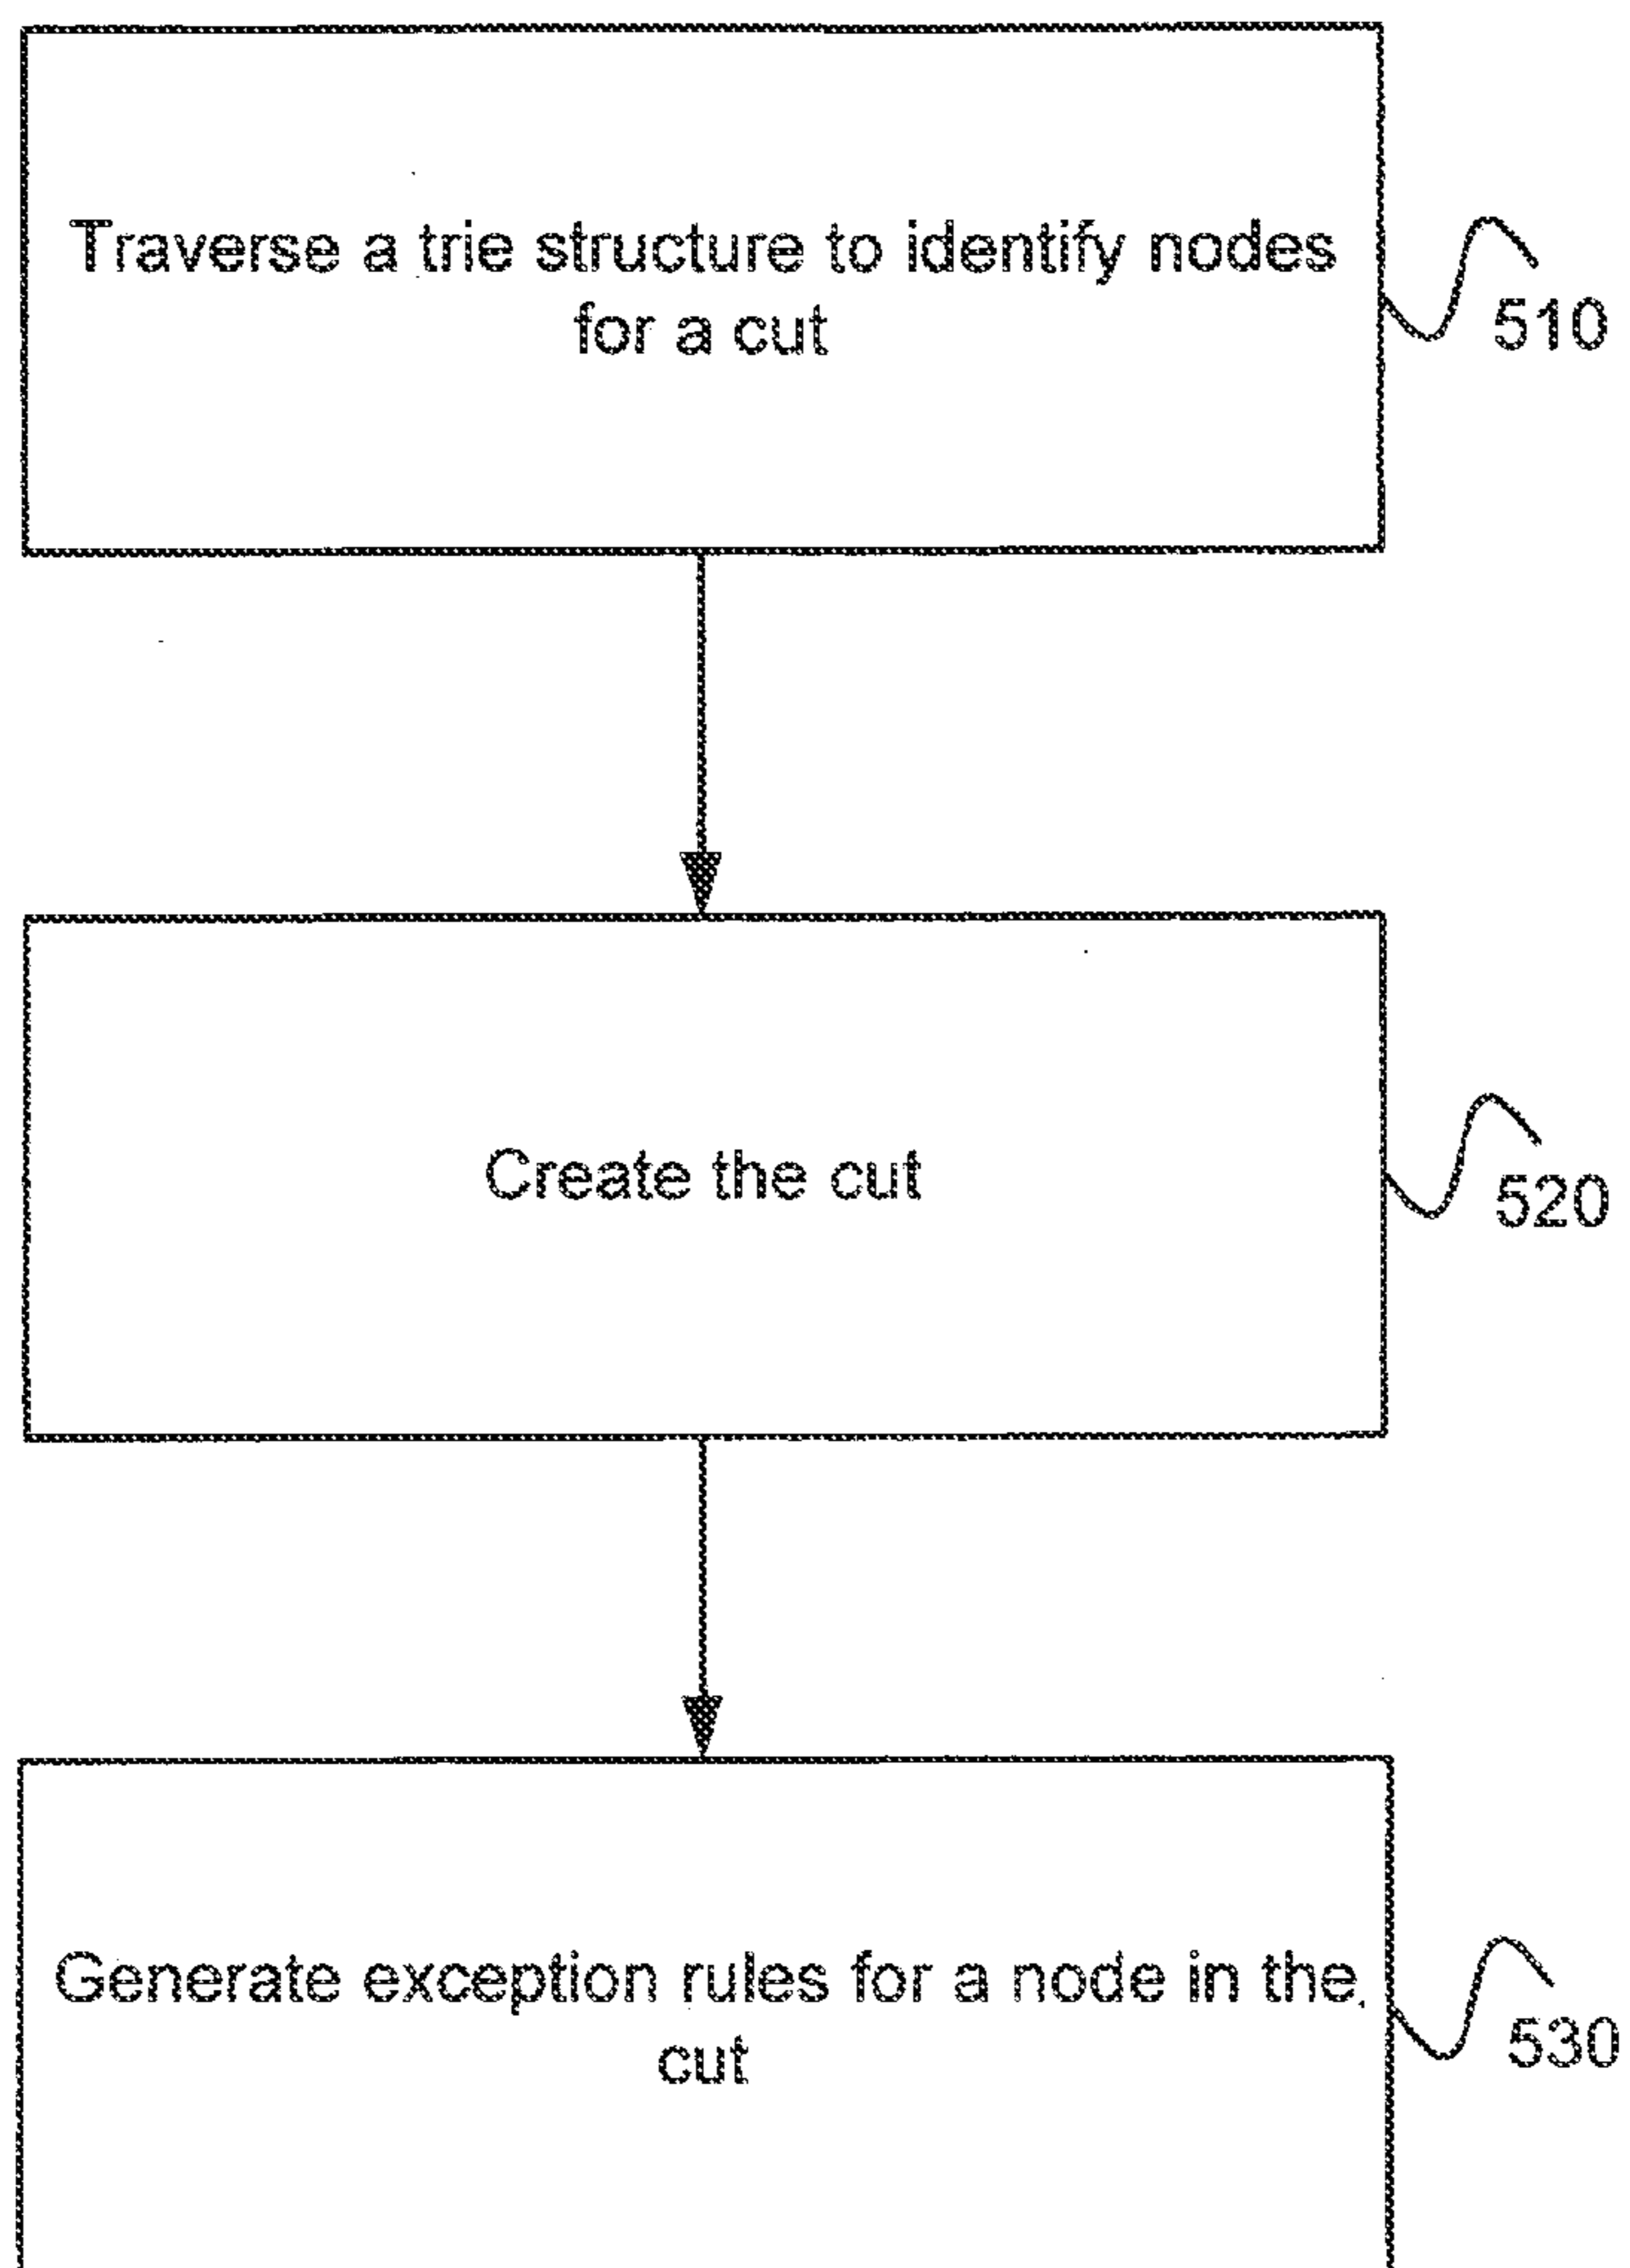 Traverse a trie structure to identify nodes
for a cut
510
Create the cut
520
Generate exception rules for a node in the
cut
530